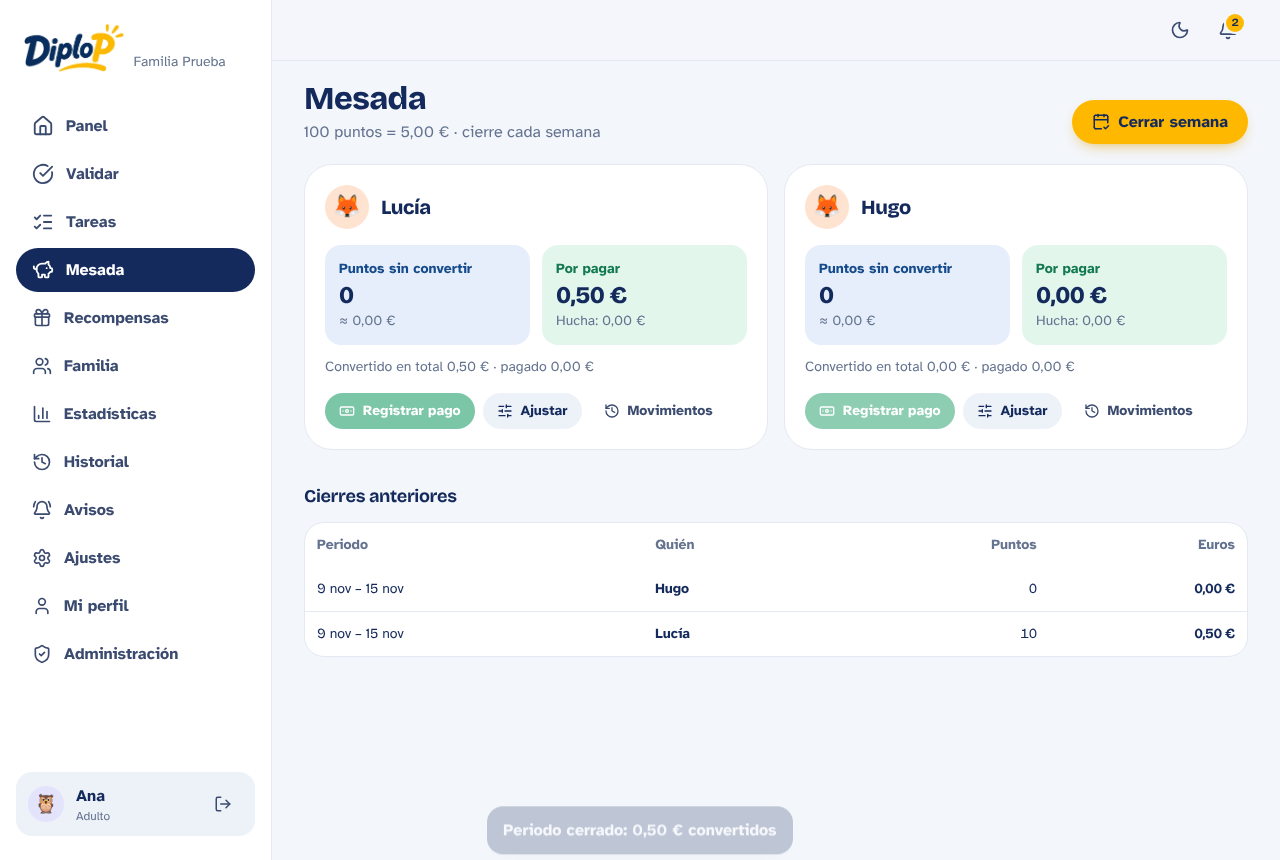 DiploP
Familia Prueba
Panel
Validar
Tareas
Mesada
Recompensas
Familia
Estadísticas
Historial
Avisos
Ajustes
Mi perfil
Administración
Ana
Adulto
2
Mesada
100 puntos = 5,00 € · cierre cada semana
Cerrar semana
Lucía
Puntos sin convertir
0
≈ 0,00 €
Por pagar
0,50 €
Hucha: 0,00 €
Convertido en total 0,50 € · pagado 0,00 €
Registrar pago
Ajustar
Movimientos
Hugo
Puntos sin convertir
0
≈ 0,00 €
Por pagar
0,00 €
Hucha: 0,00 €
Convertido en total 0,00 € · pagado 0,00 €
Registrar pago
Ajustar
Movimientos
Cierres anteriores
Periodo Quién Puntos Euros
9 nov – 15 nov Hugo 0 0,00 €
9 nov – 15 nov Lucía 10 0,50 €
Periodo cerrado: 0,50 € convertidos